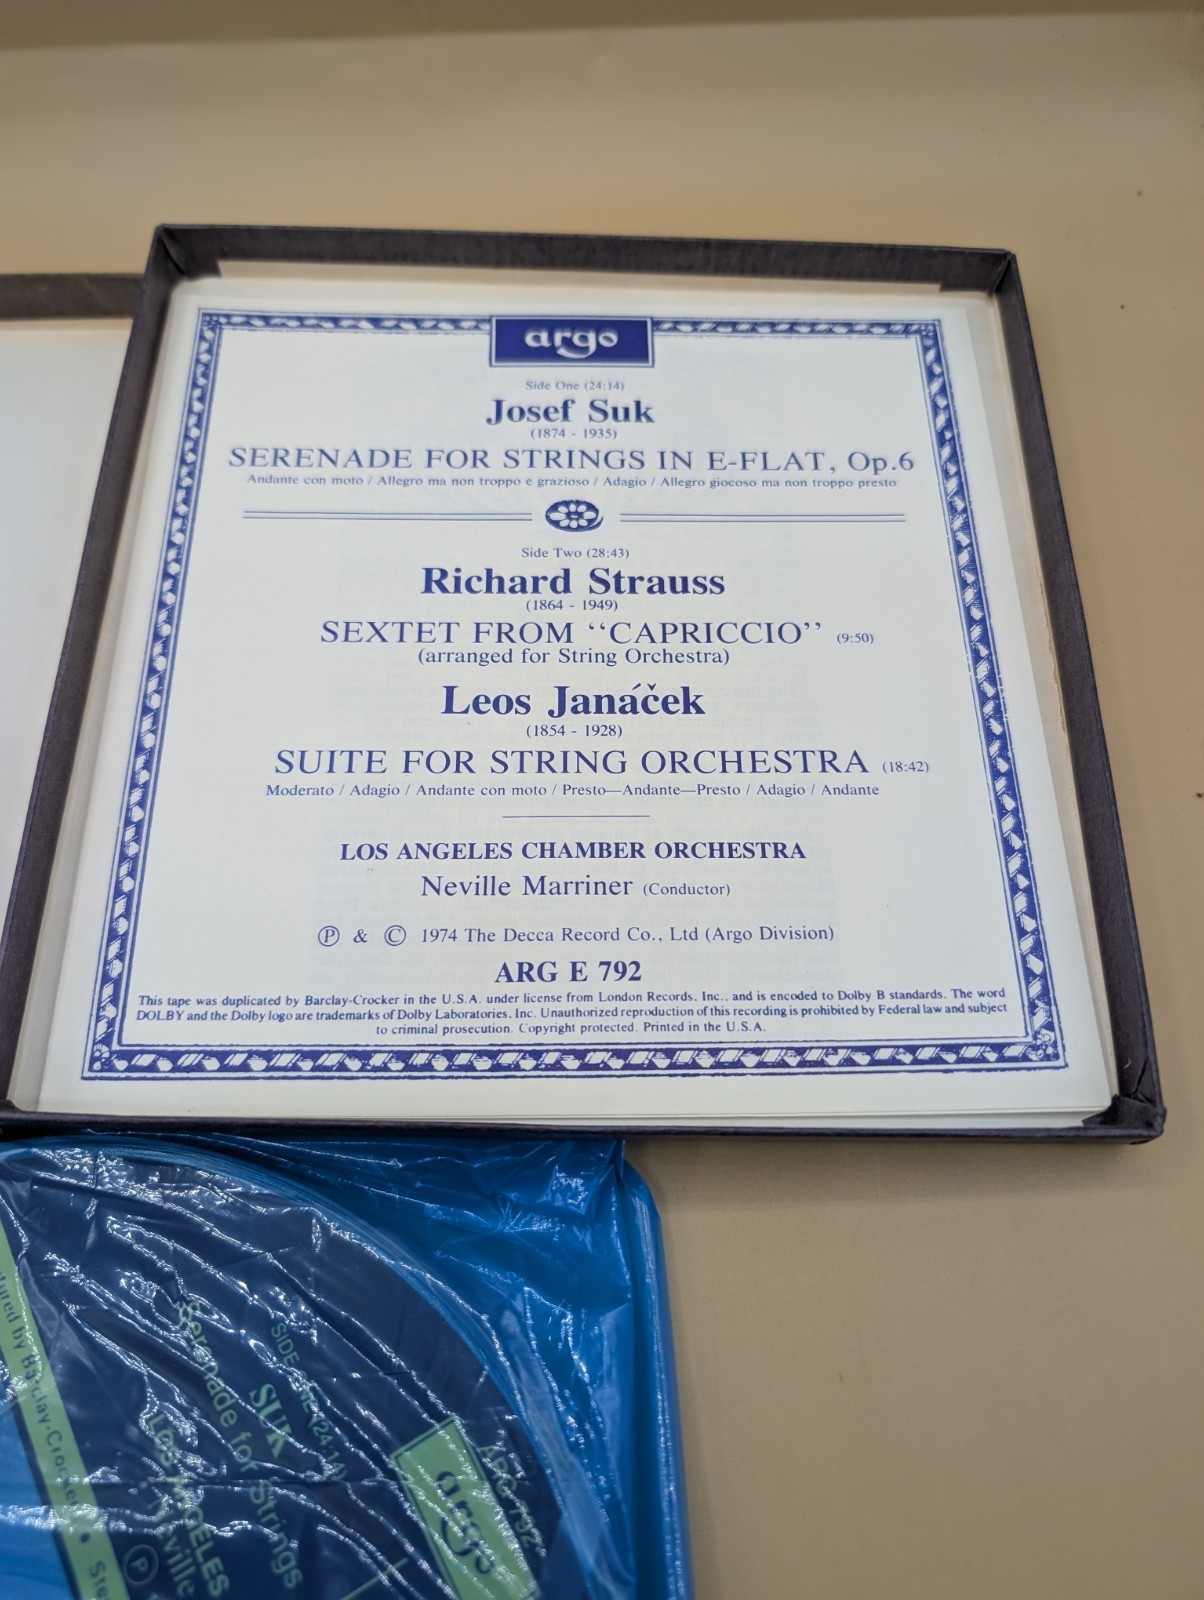 argo
Side One (24:14)
Josef Suk
(1874 - 1935)
SERENADE FOR STRINGS IN E-FLAT, Op.6
Andante con moto / Allegro ma non troppo e grazioso / Adagio / Allegro giocoso ma non troppo presto
Side Two (28:43)
Richard Strauss
(1864 - 1949)
SEXTET FROM “CAPRICCIO” (9:50)
(arranged for String Orchestra)
Leos Janáček
(1854 - 1928)
SUITE FOR STRING ORCHESTRA (18:42)
Moderato / Adagio / Andante con moto / Presto—Andante—Presto / Adagio / Andante
LOS ANGELES CHAMBER ORCHESTRA
Neville Marriner (Conductor)
Ⓟ & © 1974 The Decca Record Co., Ltd (Argo Division)
ARG E 792
This tape was duplicated by Barclay-Crocker in the U.S.A. under license from London Records, Inc., and is encoded to Dolby B standards. The word
DOLBY and the Dolby logo are trademarks of Dolby Laboratories, Inc. Unauthorized reproduction of this recording is prohibited by Federal law and subject
to criminal prosecution. Copyright protected. Printed in the U.S.A.
argo
SUK
Serenade for Strings
LOS ANGELES
Ⓟ
by Barclay-Crocker • Ste